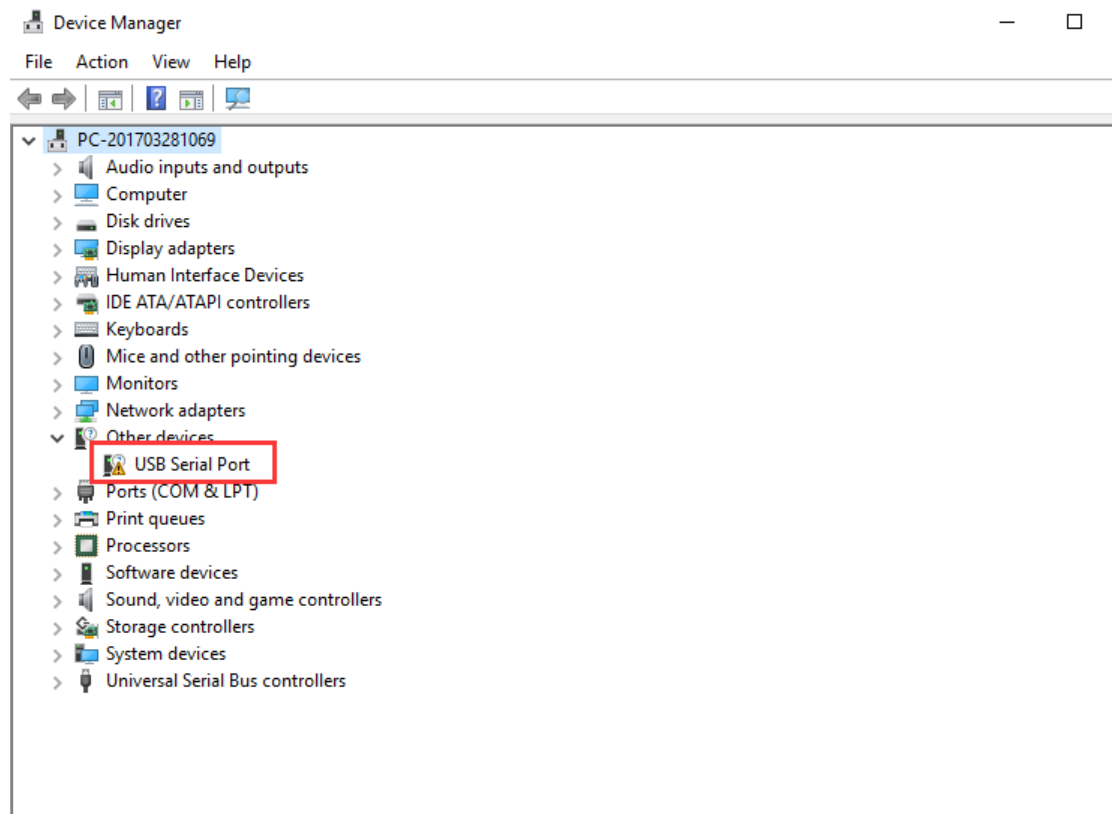 Device Manager
File Action View Help
PC-201703281069
Audio inputs and outputs
Computer
Disk drives
Display adapters
Human Interface Devices
IDE ATA/ATAPI controllers
Keyboards
Mice and other pointing devices
Monitors
Network adapters
Other devices
USB Serial Port
Ports (COM & LPT)
Print queues
Processors
Software devices
Sound, video and game controllers
Storage controllers
System devices
Universal Serial Bus controllers